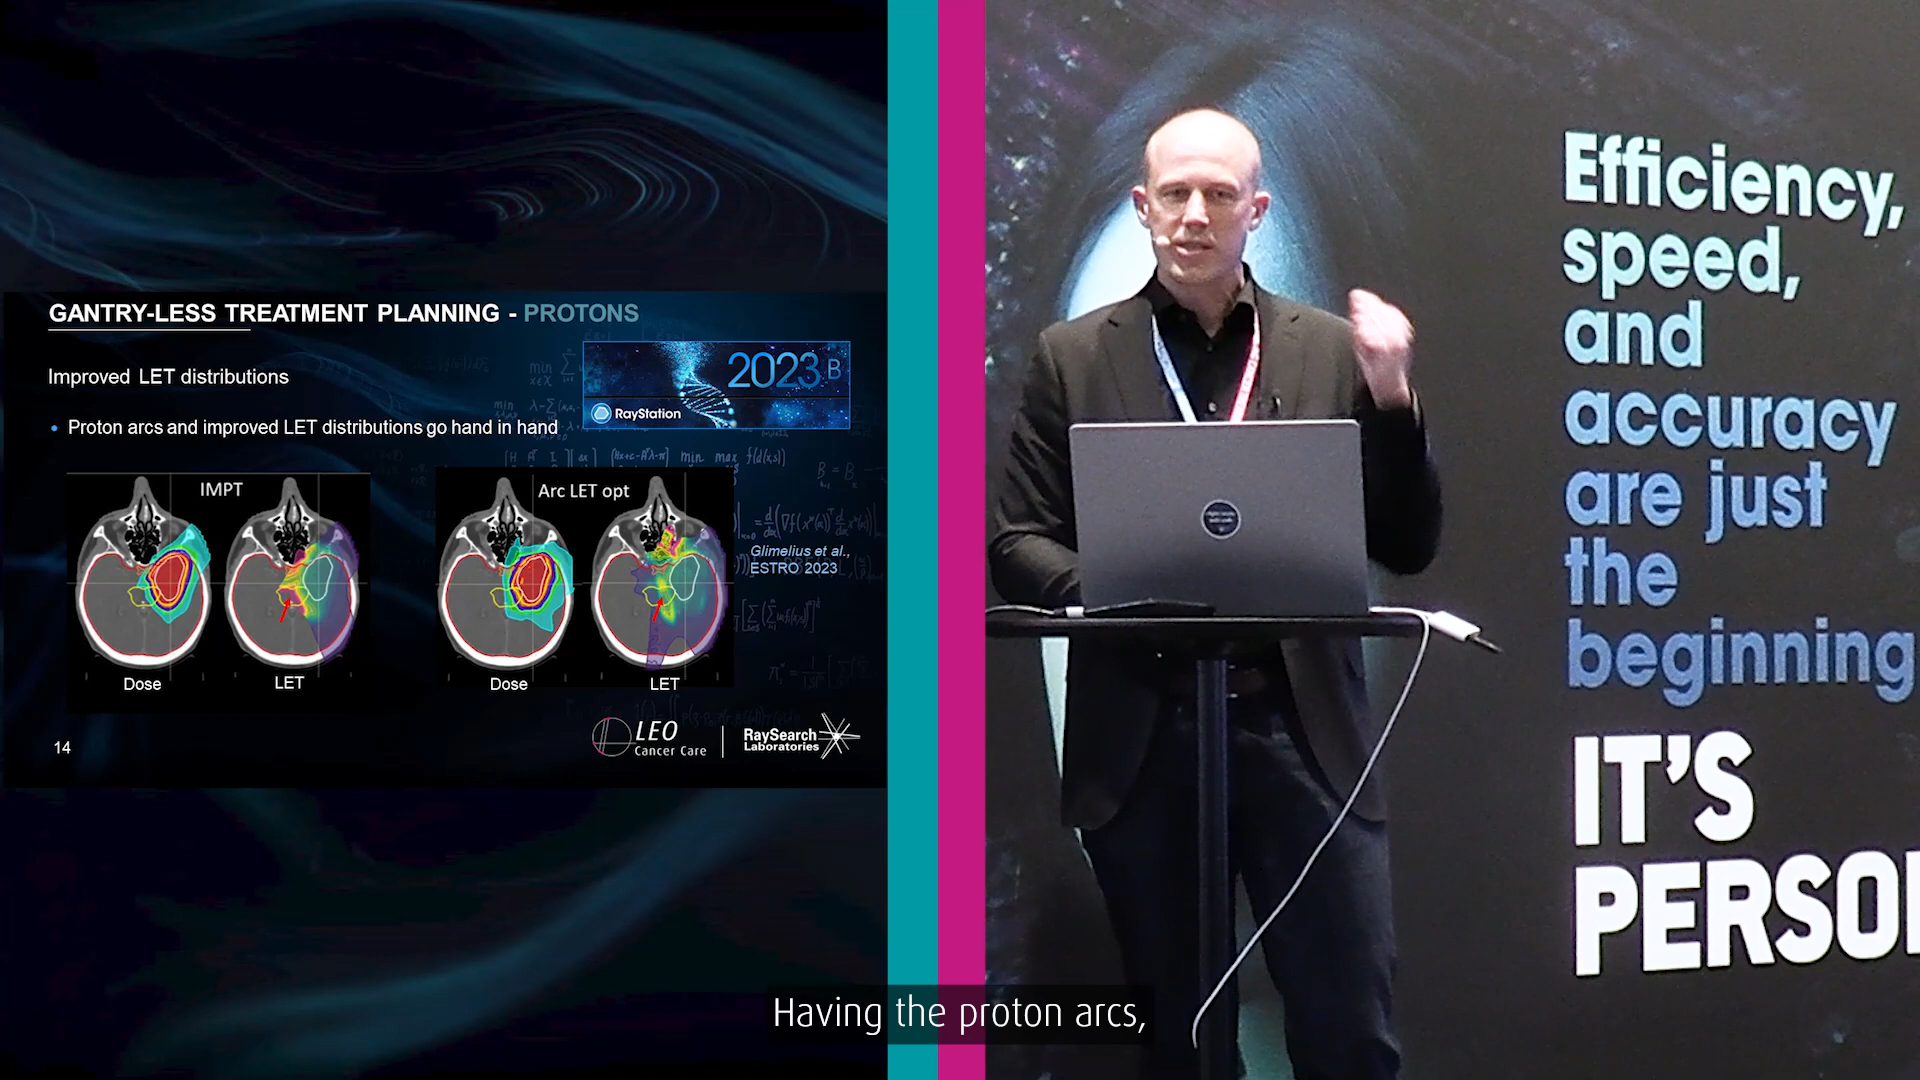 GANTRY-LESS TREATMENT PLANNING - PROTONS
Improved LET distributions
• Proton arcs and improved LET distributions go hand in hand
2023 B
RayStation
IMPT
Arc LET opt
Glimelius et al.,
ESTRO 2023
Dose
LET
Dose
LET
14
LEO
Cancer Care
RaySearch
Laboratories
Efficiency,
speed,
and
accuracy
are just
the
beginning
IT'S
PERSO
Having the proton arcs,